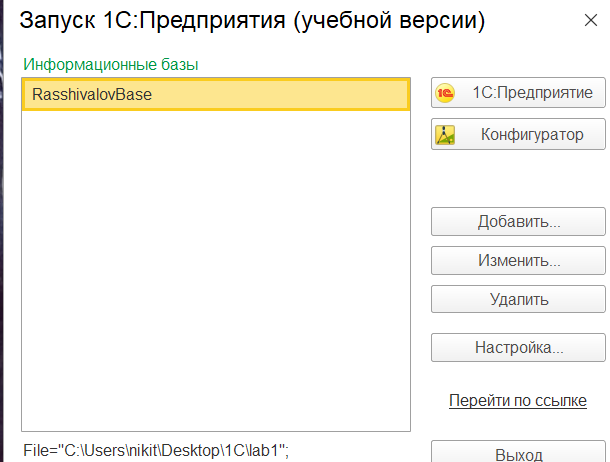 Запуск 1С:Предприятия (учебной версии)
Информационные базы
RasshivalovBase
1С:Предприятие
Конфигуратор
Добавить...
Изменить...
Удалить
Настройка...
Перейти по ссылке
File="C:\Users\nikit\Desktop\1C\lab1";
Выход